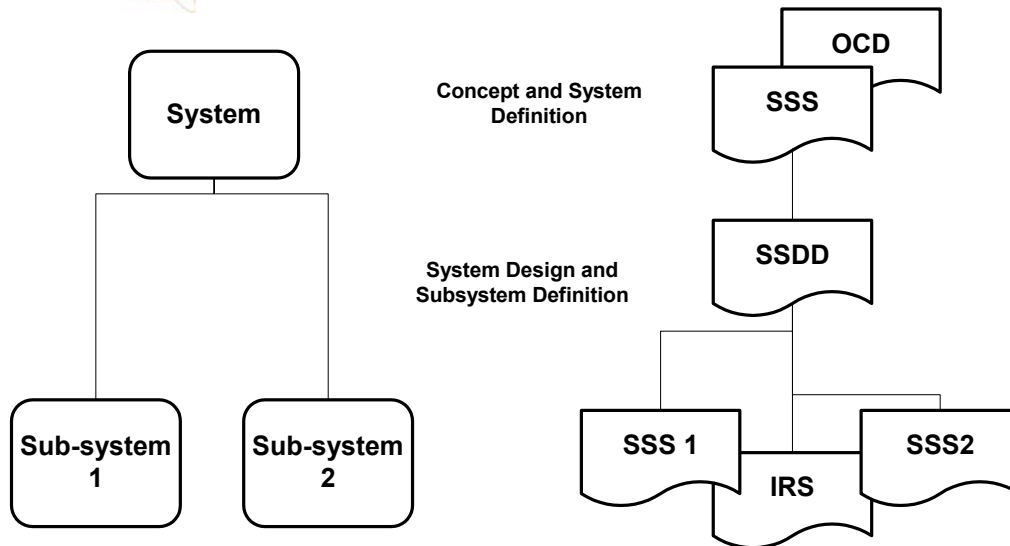 OCD
System
Concept and System
Definition
SSS
SSDD
System Design and
Subsystem Definition
Sub-system
1
Sub-system
2
SSS 1
SSS2
IRS